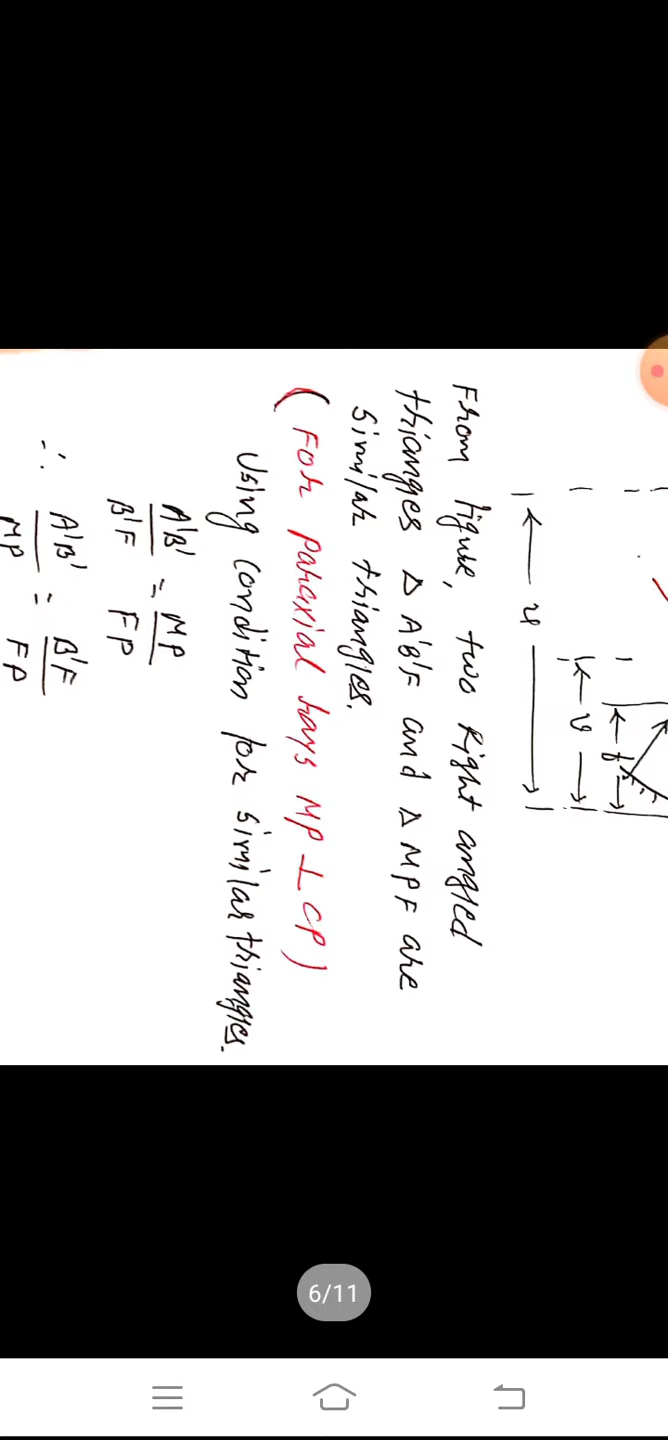 u
v
f
From figure, two Right angled
triangles Δ A'B'F and Δ MPF are
similar triangles.
(For paraxial rays MP ⊥ CP)
Using condition for similar triangles.
A'B'/B'F = MP/FP
∴ A'B'/MP = B'F/FP
6/11